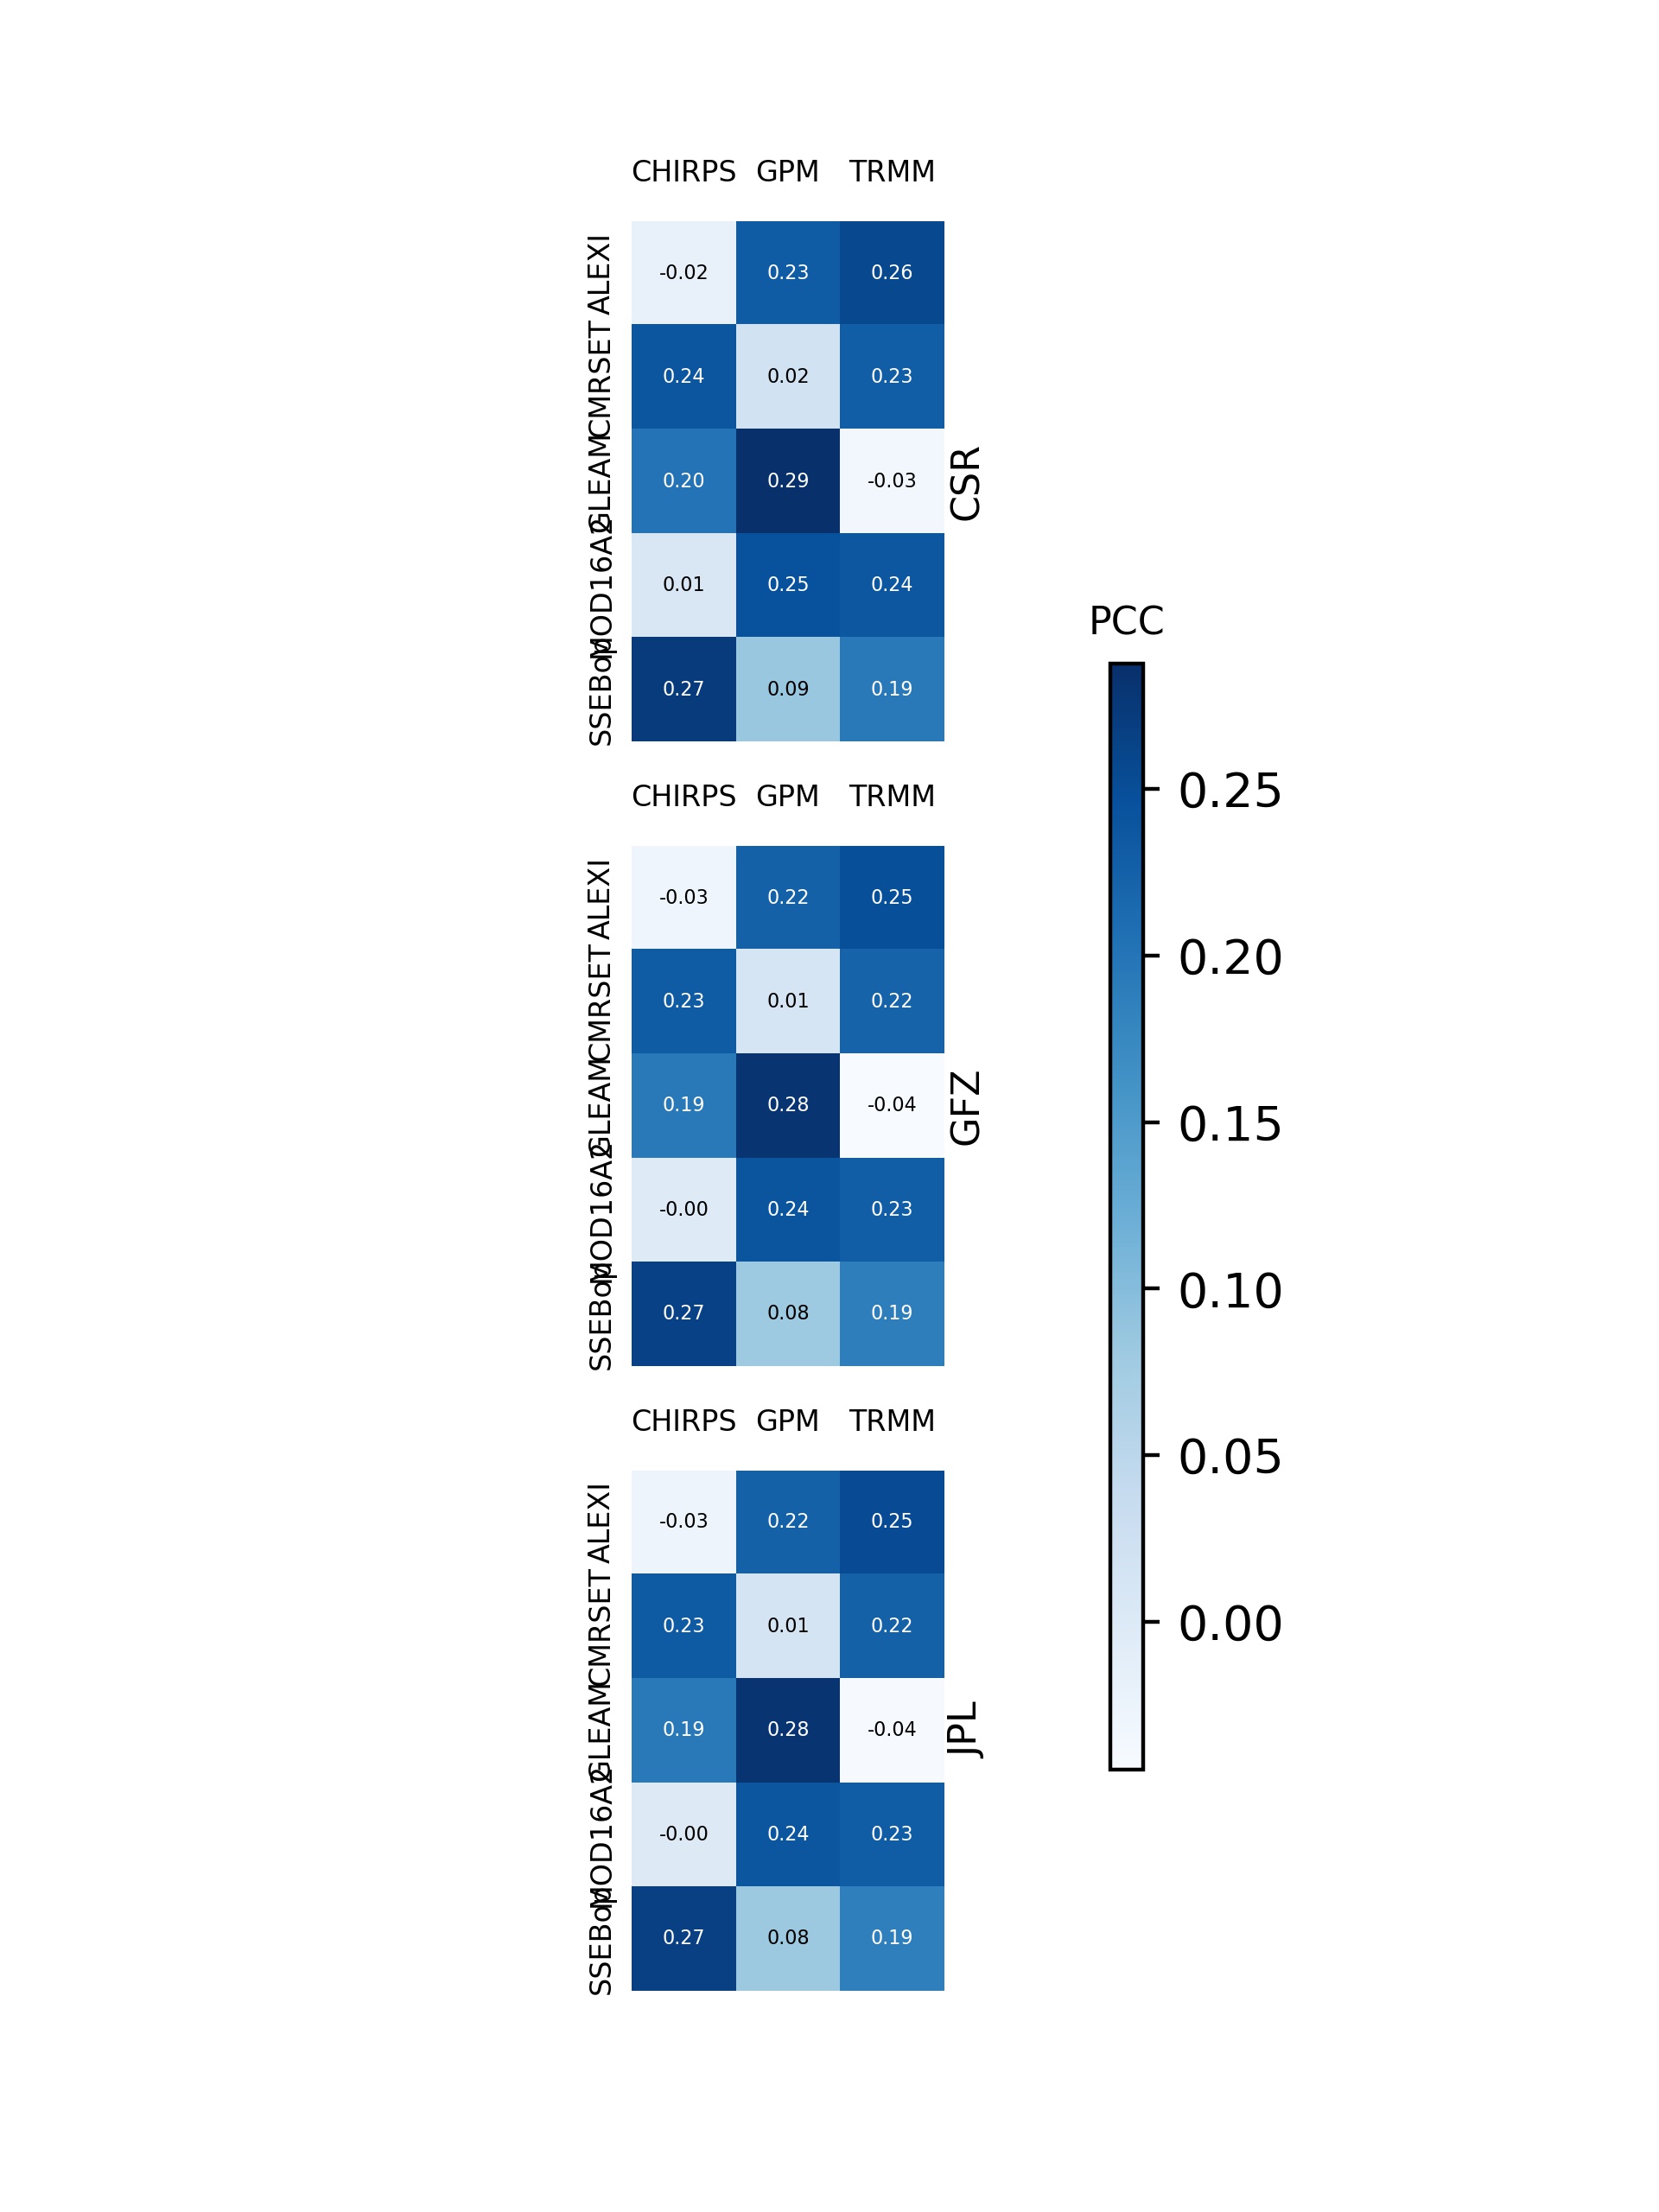 CHIRPS GPM TRMM
ALEXI -0.02 0.23 0.26
CMRSET 0.24 0.02 0.23
GLEAM 0.20 0.29 -0.03
CSR
MOD16A2 0.01 0.25 0.24
SSEBop 0.27 0.09 0.19
CHIRPS GPM TRMM
ALEXI -0.03 0.22 0.25
CMRSET 0.23 0.01 0.22
GLEAM 0.19 0.28 -0.04
GFZ
MOD16A2 -0.00 0.24 0.23
SSEBop 0.27 0.08 0.19
CHIRPS GPM TRMM
ALEXI -0.03 0.22 0.25
CMRSET 0.23 0.01 0.22
GLEAM 0.19 0.28 -0.04
JPL
MOD16A2 -0.00 0.24 0.23
SSEBop 0.27 0.08 0.19
PCC
0.25
0.20
0.15
0.10
0.05
0.00